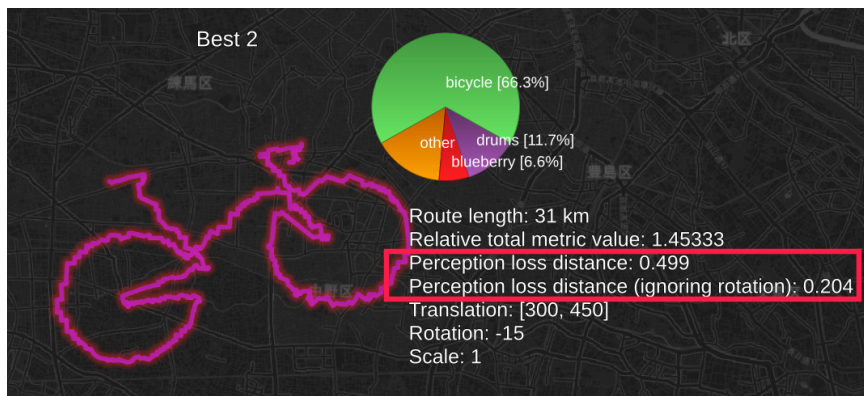 Best 2
北区
練馬区
bicycle [66.3%]
other
drums [11.7%]
blueberry [6.6%]
豊島区
Route length: 31 km
Relative total metric value: 1.45333
Perception loss distance: 0.499
中野区
Perception loss distance (ignoring rotation): 0.204
Translation: [300, 450]
Rotation: -15
Scale: 1